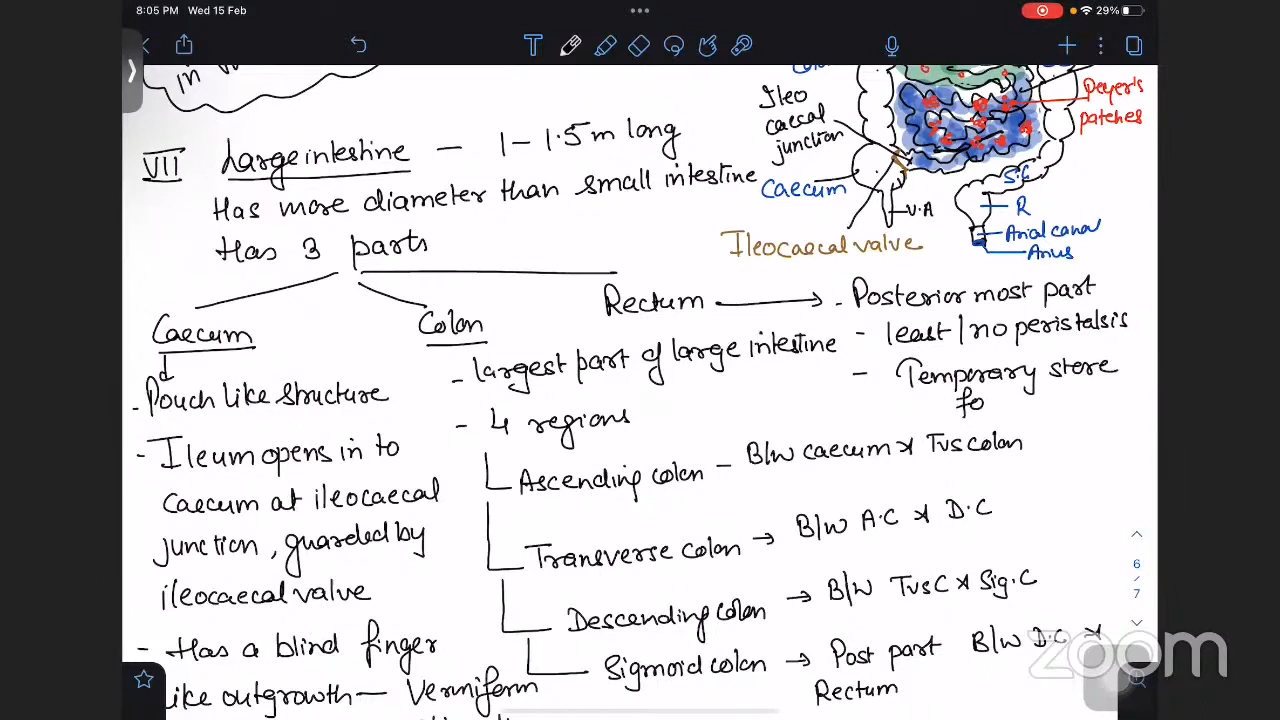 8:05 PM Wed 15 Feb
29%
in
Ileo
caecal
junction
Caecum
Peyer's
patches
S.C
V.A
R
Anal canal
Anus
Ileocaecal valve
VII Large intestine – 1 – 1.5 m long
Has more diameter than small intestine
Has 3 parts
Caecum
- Pouch like structure
- Ileum opens in to
caecum at ileocaecal
junction, guarded by
ileocaecal valve
- Has a blind finger
like outgrowth – Vermiform
Colon
- largest part of large intestine
- 4 regions
Ascending colon – B/w caecum & Tvs colon
Transverse colon → B/w A.C & D.C
Descending colon → B/w Tvs C & Sig.C
Sigmoid colon → Post part B/w D.C &
Rectum
Rectum → - Posterior most part
- least / no peristalsis
- Temporary store
fo
6
/
7
zoom